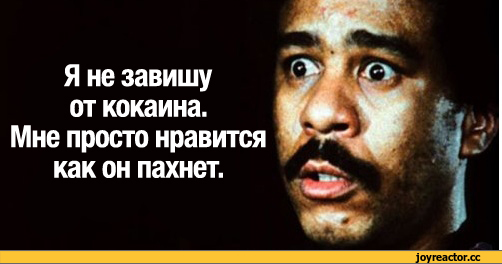 Я не завишу
от кокаина.
Мне просто нравится
как он пахнет.
joyreactor.cc